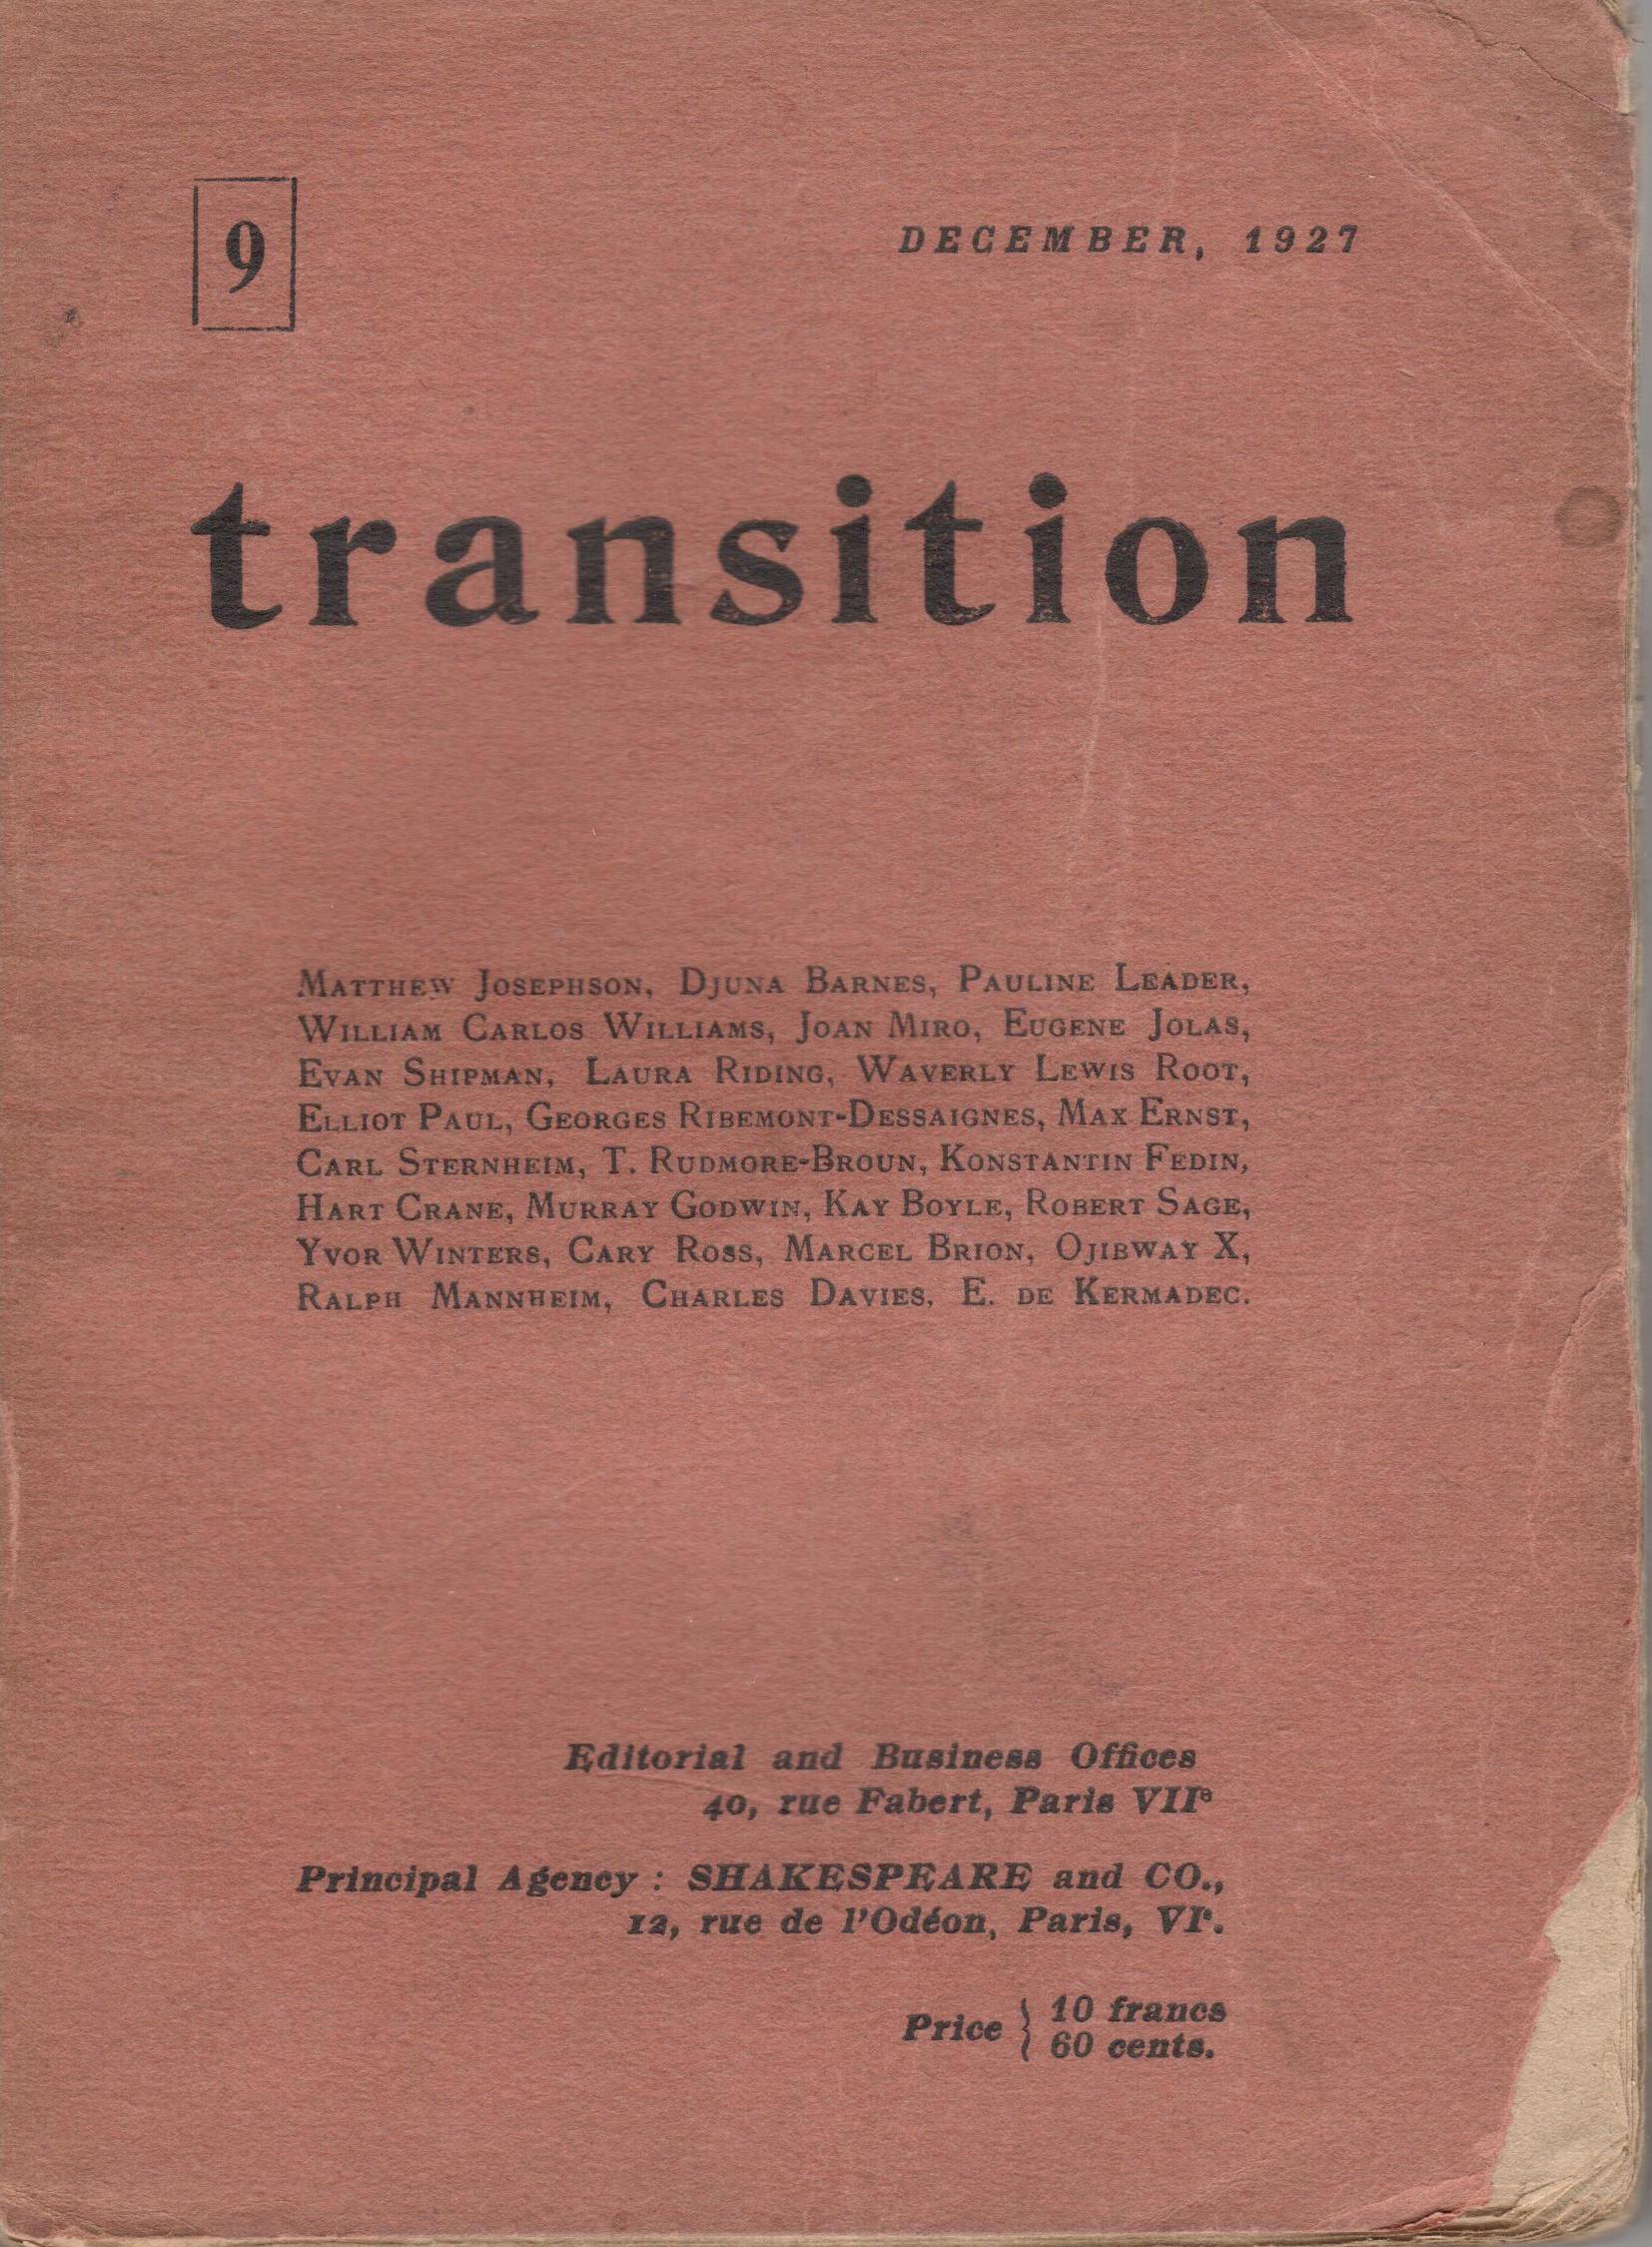 9
DECEMBER, 1927
transition
MATTHEW JOSEPHSON, DJUNA BARNES, PAULINE LEADER,
WILLIAM CARLOS WILLIAMS, JOAN MIRO, EUGENE JOLAS,
EVAN SHIPMAN, LAURA RIDING, WAVERLY LEWIS ROOT,
ELLIOT PAUL, GEORGES RIBEMONT-DESSAIGNES, MAX ERNST,
CARL STERNHEIM, T. RUDMORE-BROUN, KONSTANTIN FEDIN,
HART CRANE, MURRAY GODWIN, KAY BOYLE, ROBERT SAGE,
YVOR WINTERS, CARY ROSS, MARCEL BRION, OJIBWAY X,
RALPH MANNHEIM, CHARLES DAVIES, E. DE KERMADEC.
Editorial and Business Offices
40, rue Fabert, Paris VIIe
Principal Agency : SHAKESPEARE and CO.,
12, rue de l'Odéon, Paris, VIe.
Price } 10 francs
60 cents.